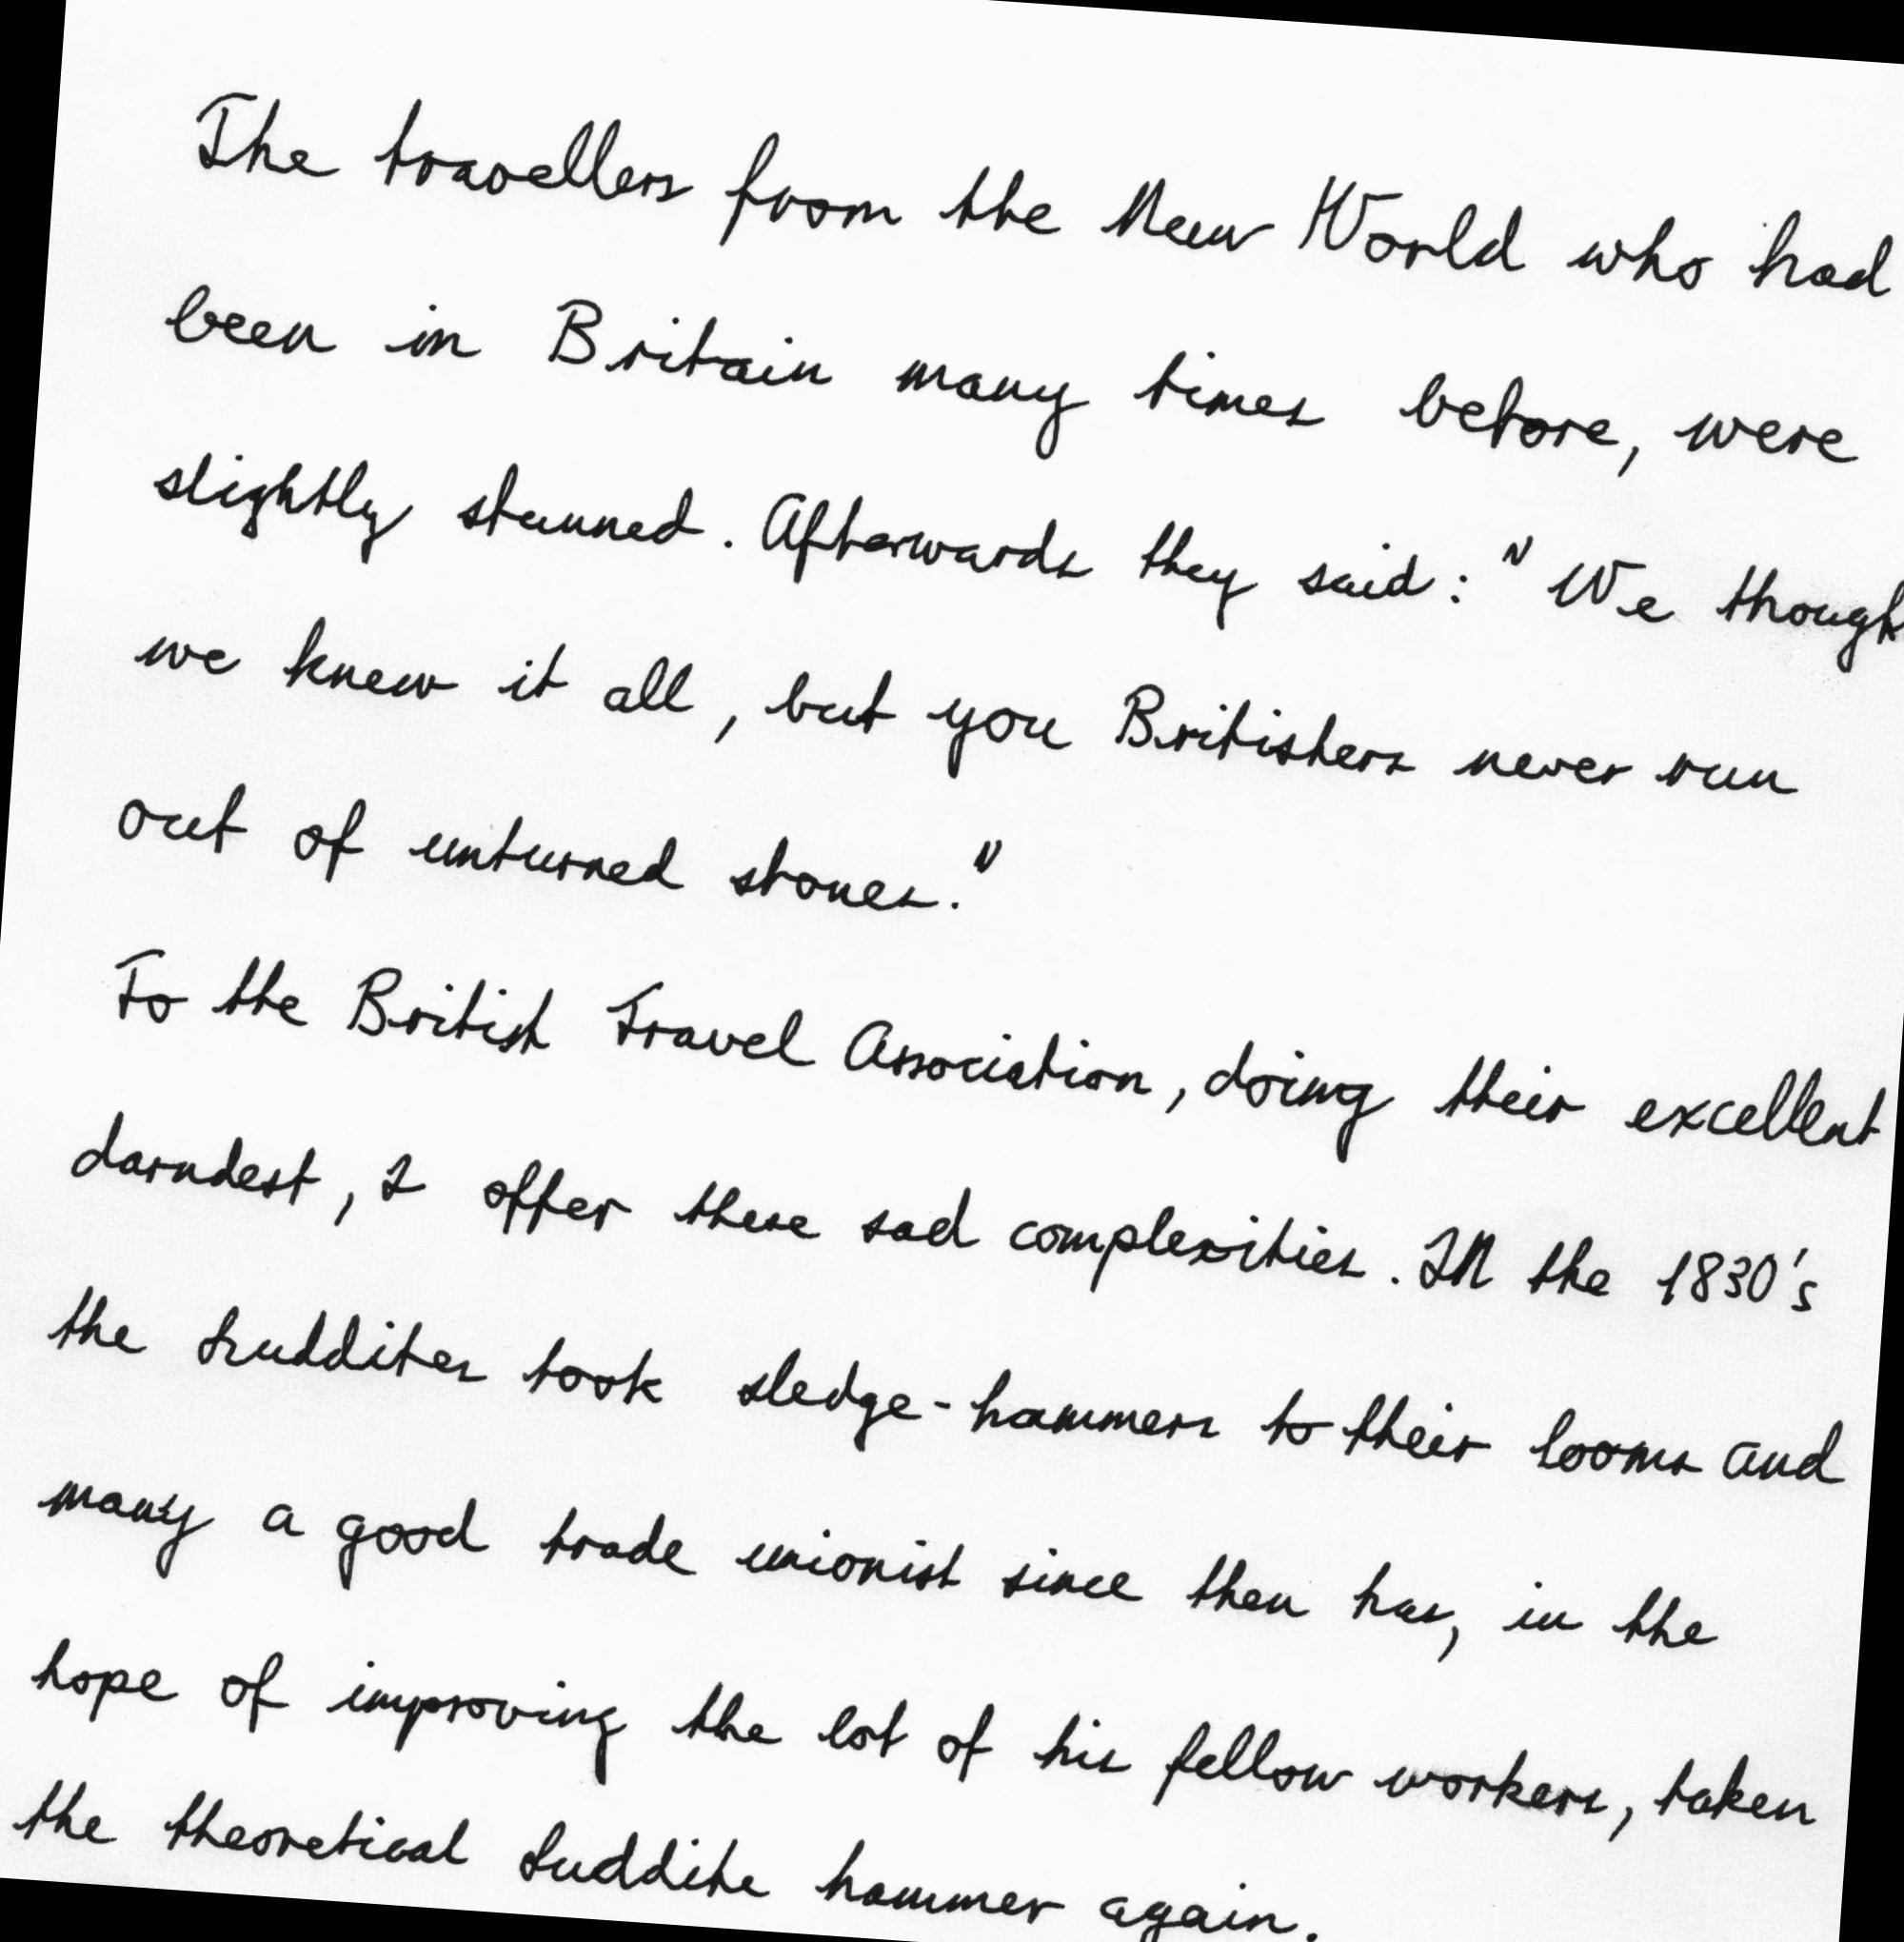 The travellers from the New World who had
been in Britain many times before, were
slightly stunned. Afterwards they said: "We though
we knew it all, but you Britishers never run
out of unturned stones."
To the British Travel Association, doing their excellent
darndest, I offer these sad complexities. IN the 1830's
the Luddites took sledge-hammers to their looms and
many a good trade unionist since then has, in the
hope of improving the lot of his fellow workers, taken
the theoretical Luddite hammer again.